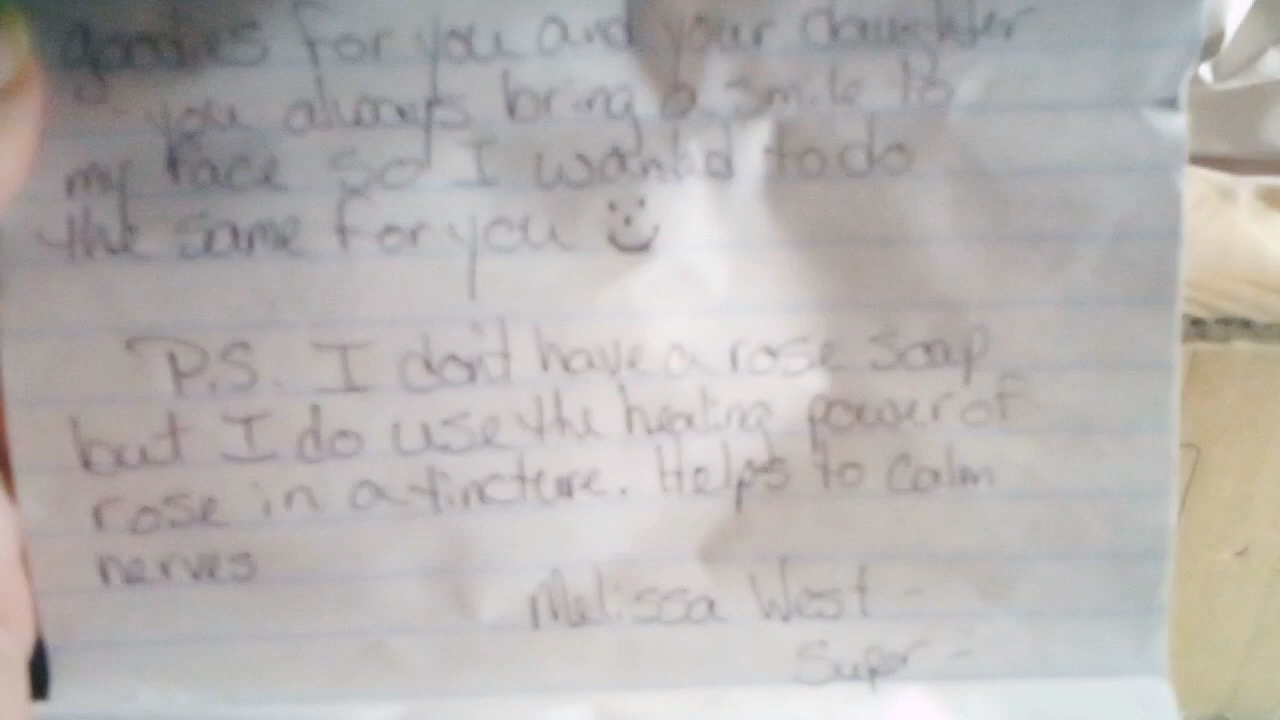 goodies for you and your daughter
you always bring a smile to
my face so I wanted to do
the same for you
P.S. I don't have a rose soap
but I do use the healing power of
rose in a tincture. Helps to calm
nerves
Melissa West -
Super -